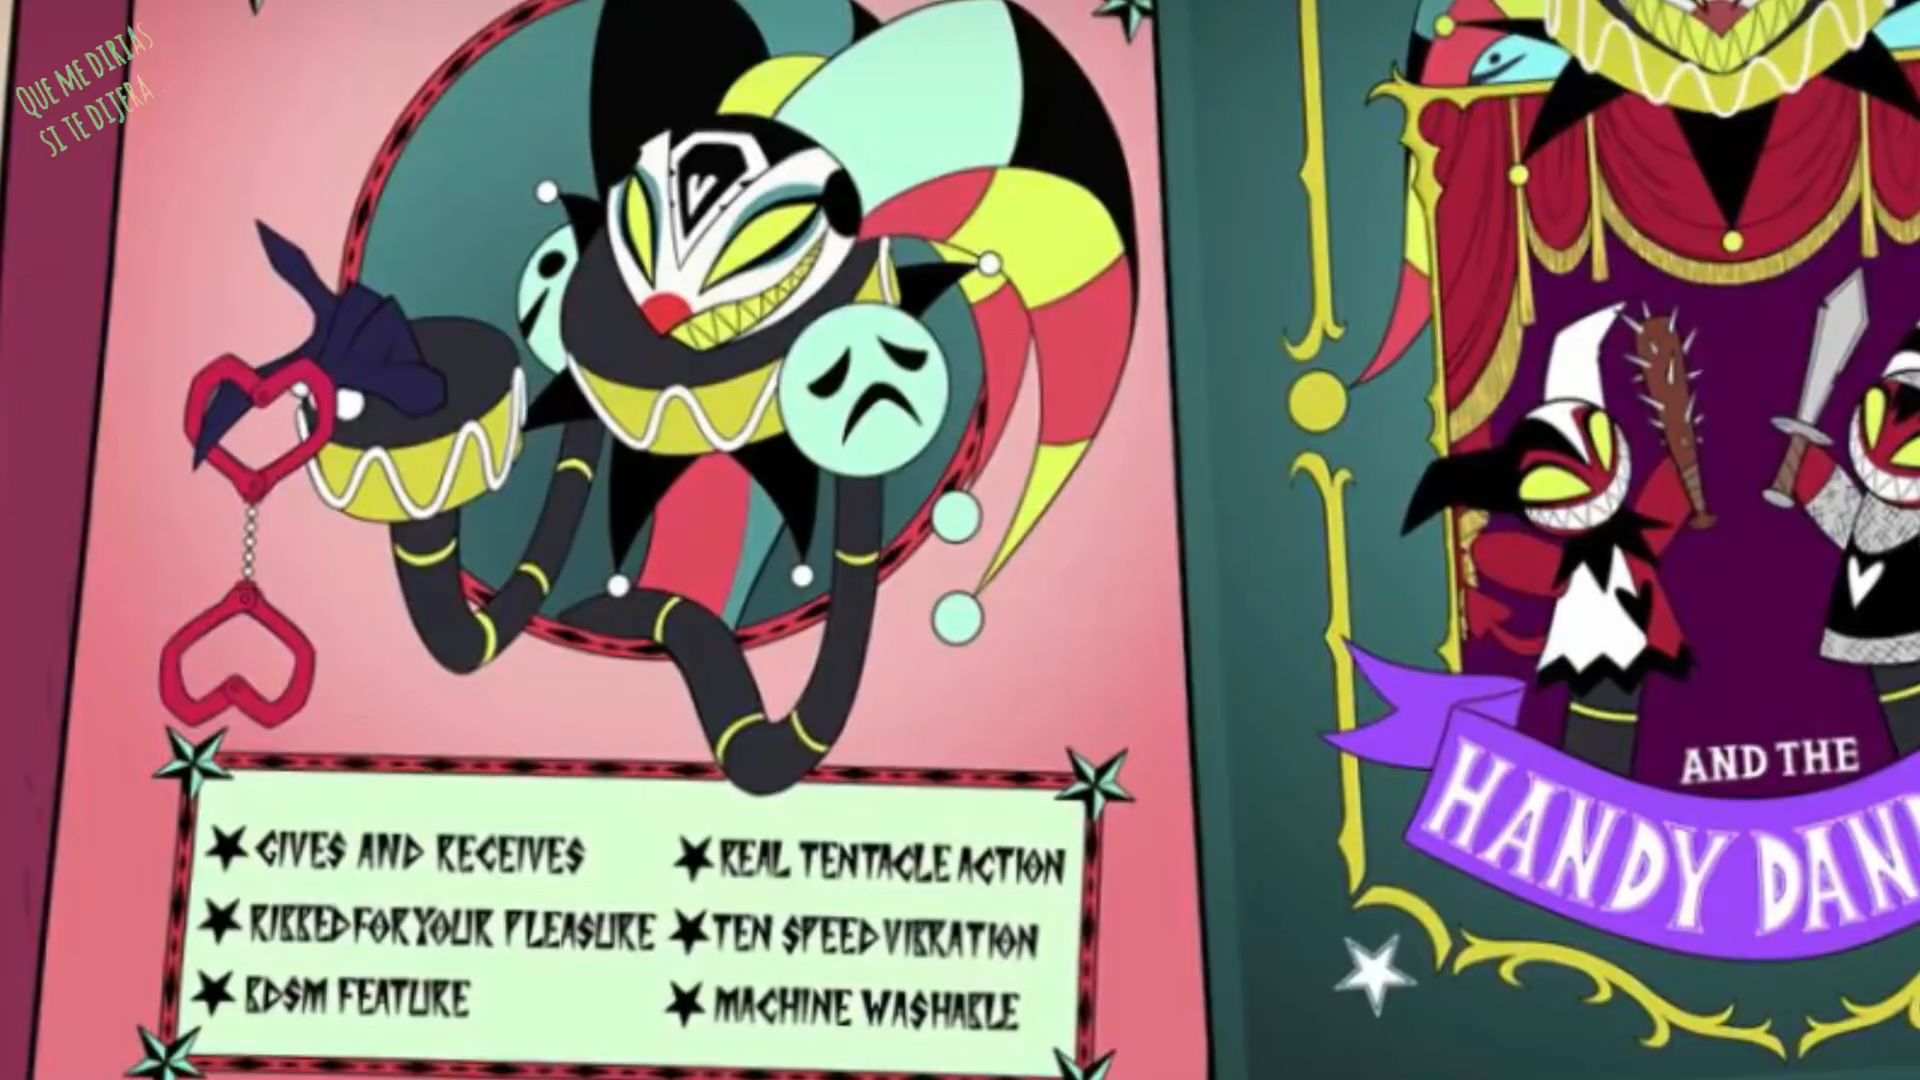 QUE ME DIRIAS
SI TE DIJERA...
GIVES AND RECEIVES
RIBBED FOR YOUR PLEASURE
BDSM FEATURE
REAL TENTACLE ACTION
TEN SPEED VIBRATION
MACHINE WASHABLE
AND THE
HANDY DAN